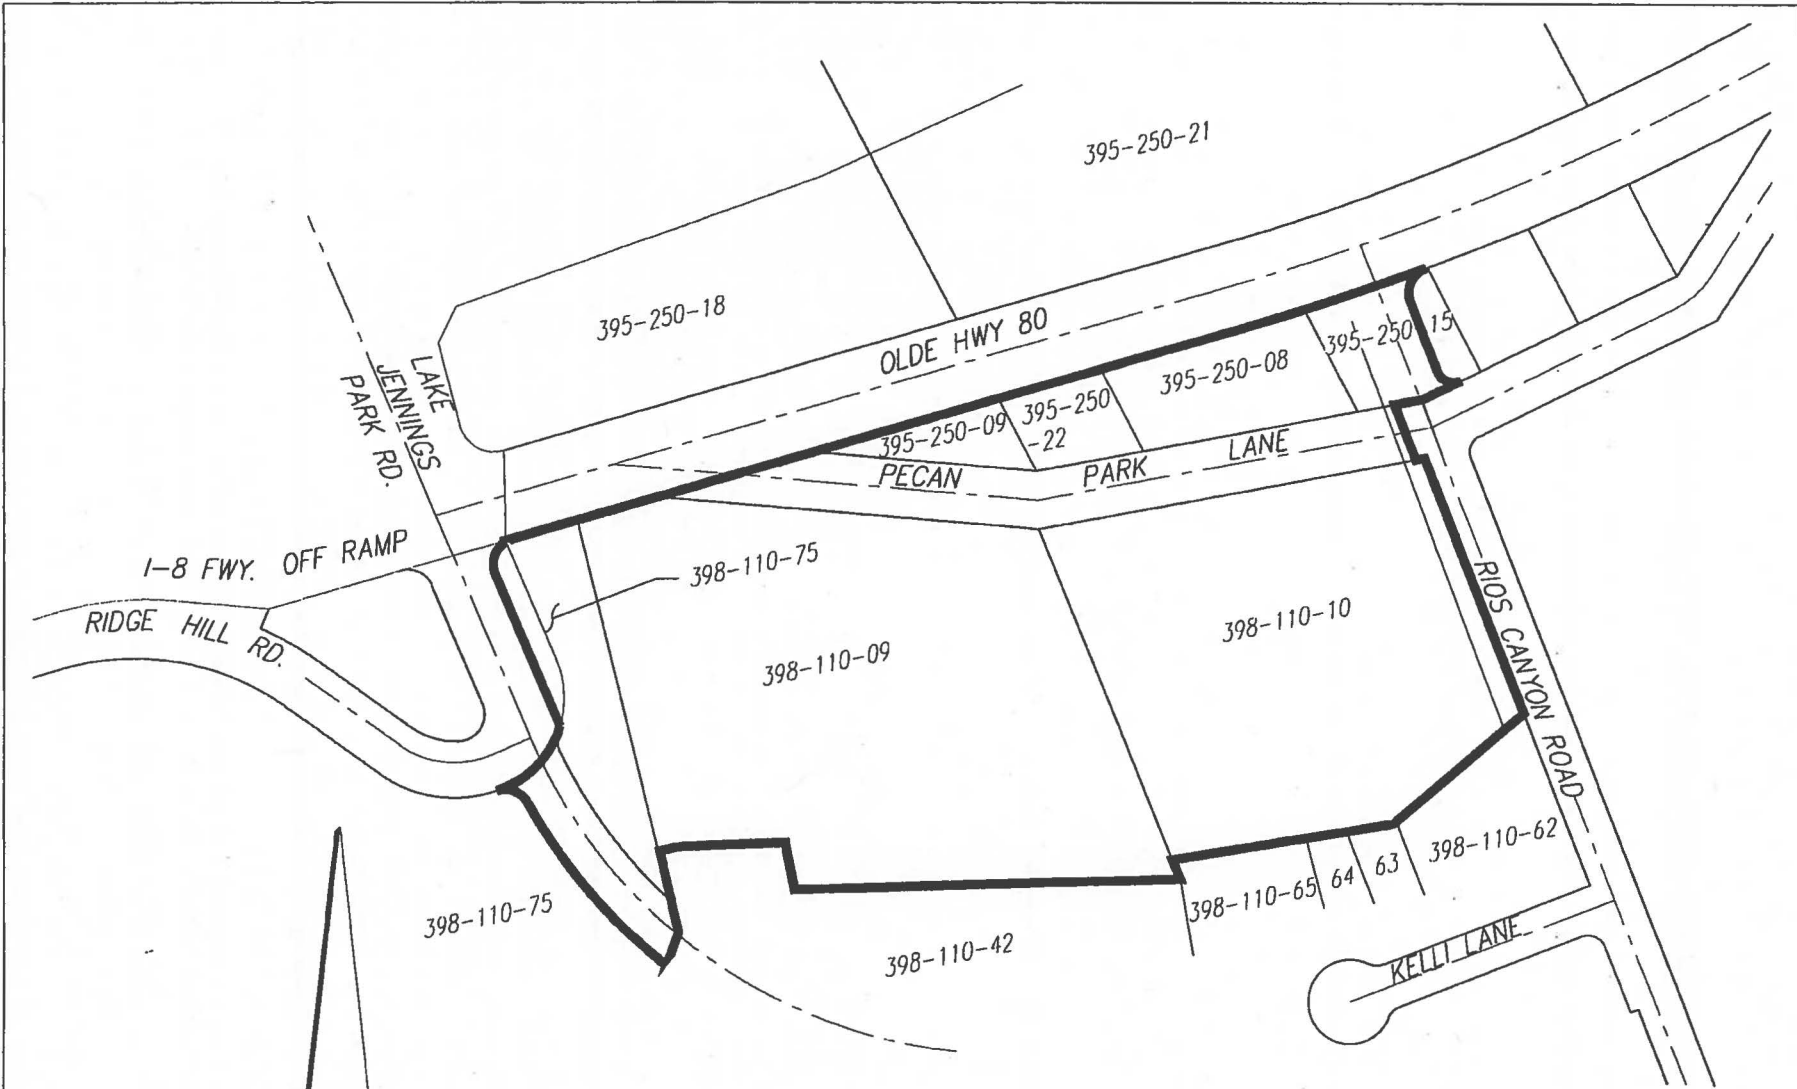 395-250-21
395-250-18
LAKE
JENNINGS
PARK RD.
OLDE HWY 80
395-250-15
395-250-08
395-250
-22
395-250-09
PECAN PARK LANE
I-8 FWY. OFF RAMP
RIDGE HILL RD.
398-110-75
398-110-09
398-110-10
RIOS CANYON ROAD
398-110-62
63
64
398-110-65
398-110-75
398-110-42
KELLI LANE